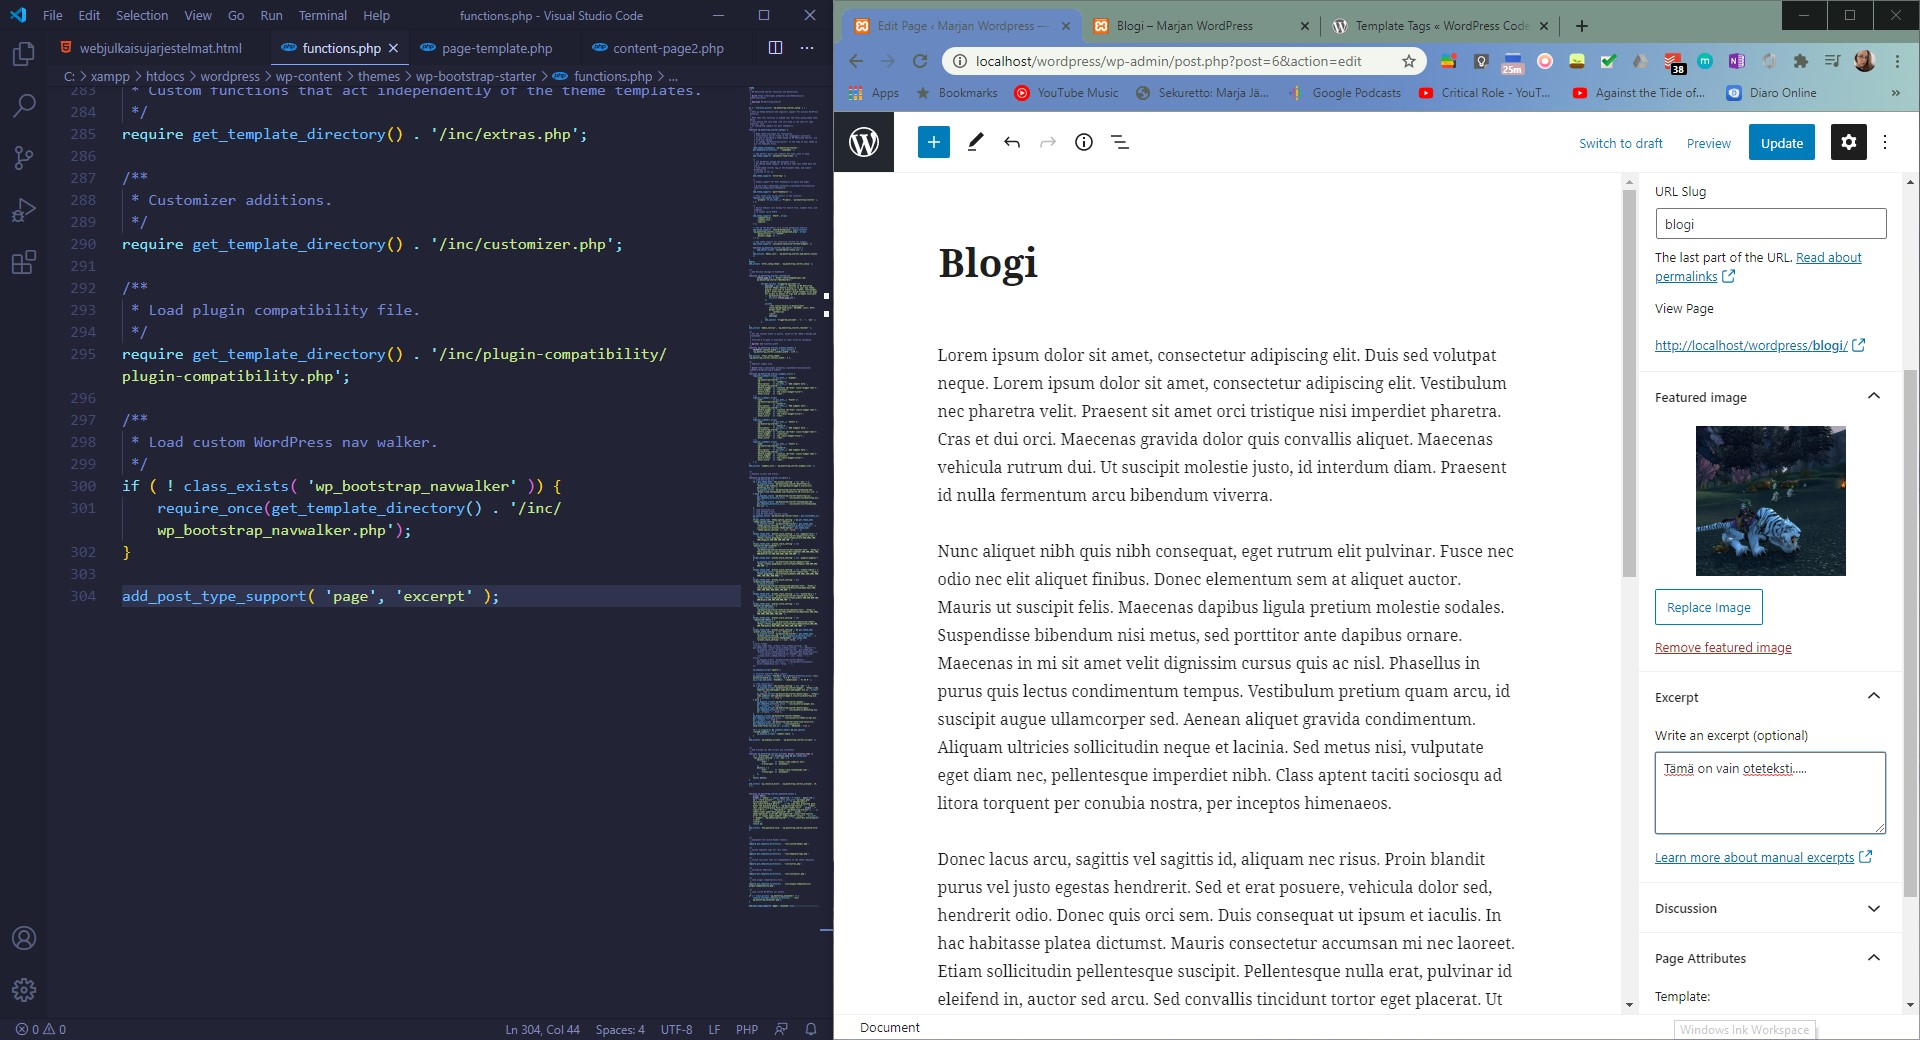 File Edit Selection View Go Run Terminal Help functions.php - Visual Studio Code
webjulkaisujarjestelmat.html functions.php page-template.php content-page2.php
C: > xampp > htdocs > wordpress > wp-content > themes > wp-bootstrap-starter > functions.php > ...
283 * Custom functions that act independently of the theme templates.
284 */
285 require get_template_directory() . '/inc/extras.php';
286
287 /**
288 * Customizer additions.
289 */
290 require get_template_directory() . '/inc/customizer.php';
291
292 /**
293 * Load plugin compatibility file.
294 */
295 require get_template_directory() . '/inc/plugin-compatibility/
plugin-compatibility.php';
296
297 /**
298 * Load custom WordPress nav walker.
299 */
300 if ( ! class_exists( 'wp_bootstrap_navwalker' )) {
301 require_once(get_template_directory() . '/inc/
wp_bootstrap_navwalker.php');
302 }
303
304 add_post_type_support( 'page', 'excerpt' );
0 0 Ln 304, Col 44 Spaces: 4 UTF-8 LF PHP
Edit Page ‹ Marjan Wordpress — Blogi – Marjan WordPress Template Tags « WordPress Code
localhost/wordpress/wp-admin/post.php?post=6&action=edit
25m
38
Apps Bookmarks YouTube Music Sekuretto: Marja Jä... Google Podcasts Critical Role - YouT... Against the Tide of... Diaro Online »
Switch to draft Preview Update
Blogi
Lorem ipsum dolor sit amet, consectetur adipiscing elit. Duis sed volutpat
neque. Lorem ipsum dolor sit amet, consectetur adipiscing elit. Vestibulum
nec pharetra velit. Praesent sit amet orci tristique nisi imperdiet pharetra.
Cras et dui orci. Maecenas gravida dolor quis convallis aliquet. Maecenas
vehicula rutrum dui. Ut suscipit molestie justo, id interdum diam. Praesent
id nulla fermentum arcu bibendum viverra.
Nunc aliquet nibh quis nibh consequat, eget rutrum elit pulvinar. Fusce nec
odio nec elit aliquet finibus. Donec elementum sem at aliquet auctor.
Mauris ut suscipit felis. Maecenas dapibus ligula pretium molestie sodales.
Suspendisse bibendum nisi metus, sed porttitor ante dapibus ornare.
Maecenas in mi sit amet velit dignissim cursus quis ac nisl. Phasellus in
purus quis lectus condimentum tempus. Vestibulum pretium quam arcu, id
suscipit augue ullamcorper sed. Aenean aliquet gravida condimentum.
Aliquam ultricies sollicitudin neque et lacinia. Sed metus nisi, vulputate
eget diam nec, pellentesque imperdiet nibh. Class aptent taciti sociosqu ad
litora torquent per conubia nostra, per inceptos himenaeos.
Donec lacus arcu, sagittis vel sagittis id, aliquam nec risus. Proin blandit
purus vel justo egestas hendrerit. Sed et erat posuere, vehicula dolor sed,
hendrerit odio. Donec quis orci sem. Duis consequat ut ipsum et iaculis. In
hac habitasse platea dictumst. Mauris consectetur accumsan mi nec laoreet.
Etiam sollicitudin pellentesque suscipit. Pellentesque nulla erat, pulvinar id
eleifend in, auctor sed arcu. Sed convallis tincidunt tortor eget placerat. Ut
Document
URL Slug
blogi
The last part of the URL. Read about
permalinks
View Page
http://localhost/wordpress/blogi/
Featured image
Replace Image
Remove featured image
Excerpt
Write an excerpt (optional)
Tämä on vain oteteksti.....
Learn more about manual excerpts
Discussion
Page Attributes
Template:
Windows Ink Workspace